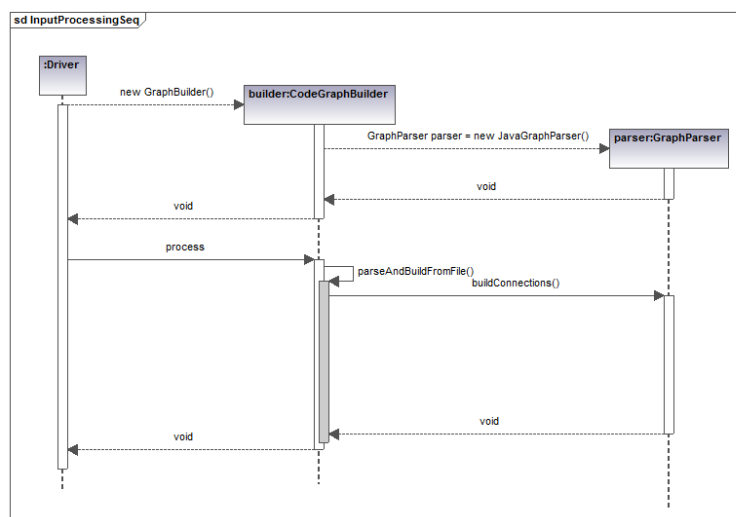 sd InputProcessingSeq
:Driver
new GraphBuilder()
builder:CodeGraphBuilder
GraphParser parser = new JavaGraphParser()
parser:GraphParser
void
void
process
parseAndBuildFromFile()
buildConnections()
void
void